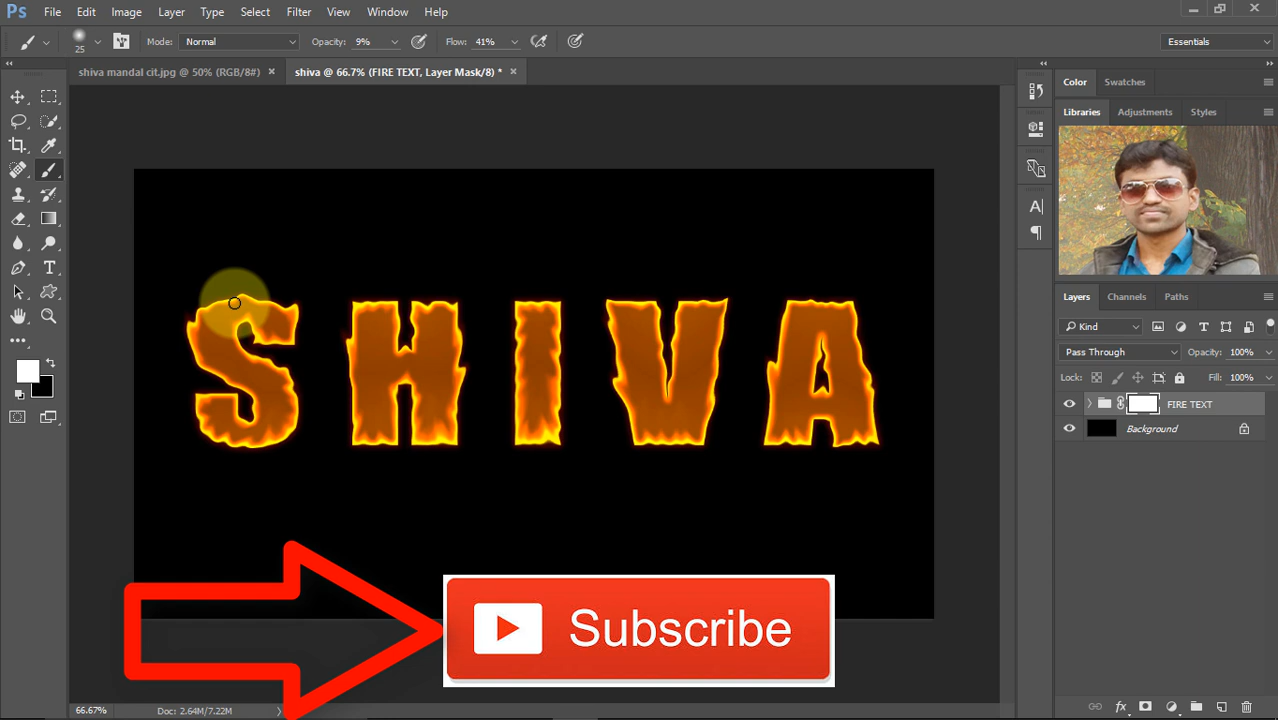 Ps File Edit Image Layer Type Select Filter View Window Help
25 Mode: Normal Opacity: 9% Flow: 41% Essentials
shiva mandal cit.jpg @ 50% (RGB/8#) × shiva @ 66.7% (FIRE TEXT, Layer Mask/8) * ×
Color Swatches
Libraries Adjustments Styles
SHIVA
Layers Channels Paths
Kind
Pass Through Opacity: 100%
Lock: Fill: 100%
FIRE TEXT
Background
Subscribe
66.67% Doc: 2.64M/7.22M